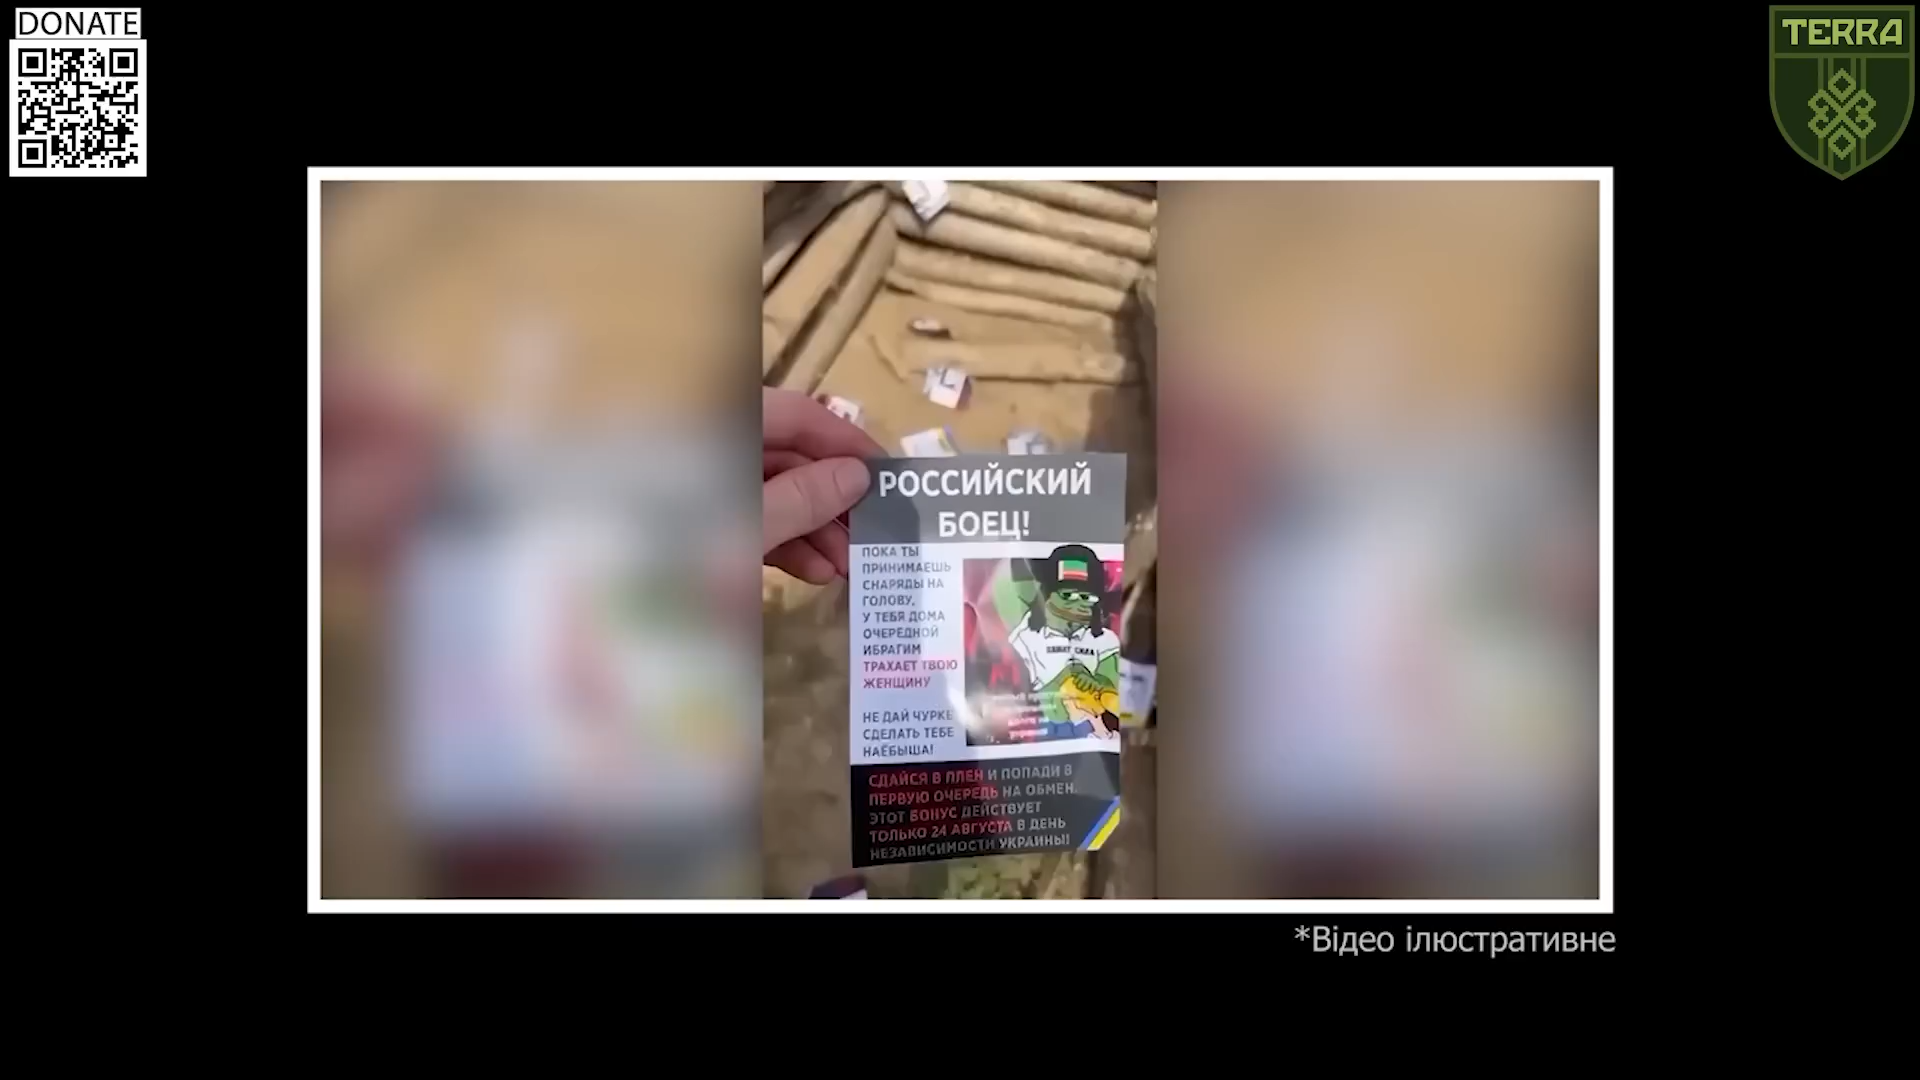 DONATE
TERRA
РОССИЙСКИЙ
БОЕЦ!
ПОКА ТЫ
ПРИНИМАЕШЬ
СНАРЯДЫ НА
ГОЛОВУ,
У ТЕБЯ ДОМА
ОЧЕРЕДНОЙ
ИБРАГИМ
ТРАХАЕТ ТВОЮ
ЖЕНЩИНУ
НЕ ДАЙ ЧУРКЕ
СДЕЛАТЬ ТЕБЕ
НАЁБЫША!
СИЛА
СДАЙСЯ В ПЛЕН И ПОПАДИ В
ПЕРВУЮ ОЧЕРЕДЬ НА ОБМЕН.
ЭТОТ БОНУС ДЕЙСТВУЕТ
ТОЛЬКО 24 АВГУСТА В ДЕНЬ
НЕЗАВИСИМОСТИ УКРАИНЫ!
*Відео ілюстративне